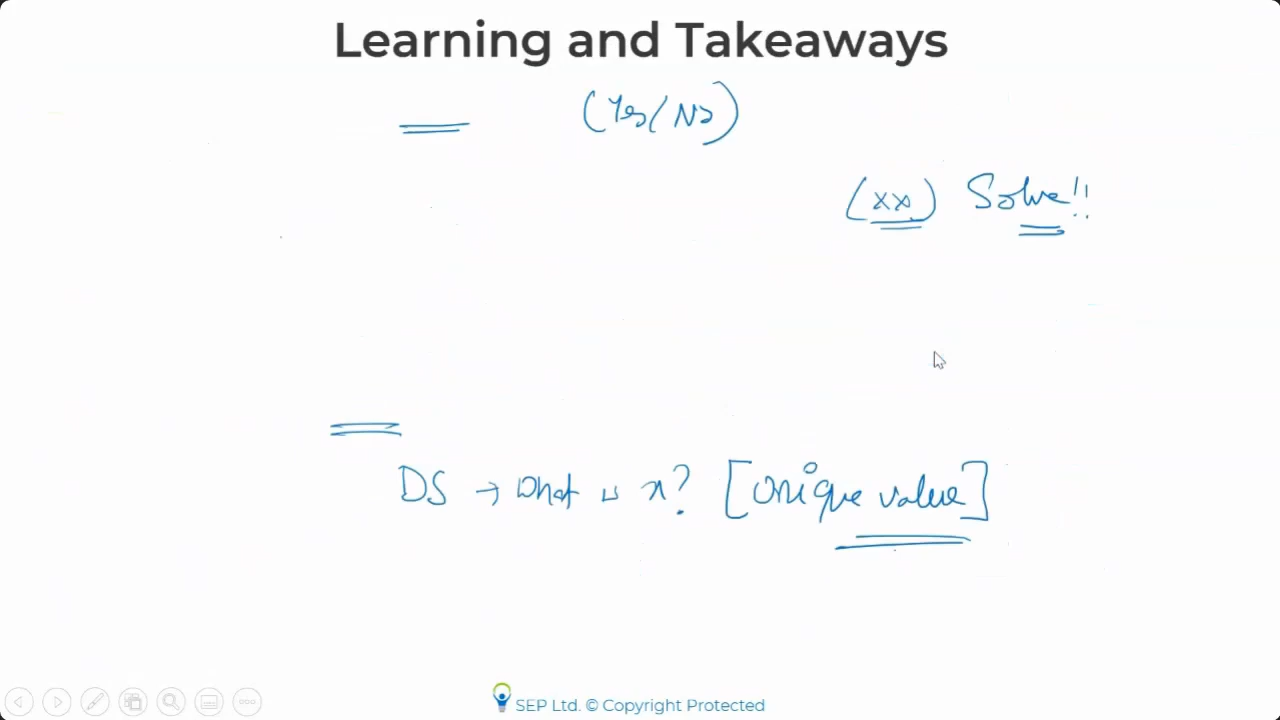 Learning and Takeaways
(Yes/No)
(xx) Solve!!
DS → What is x? [Unique value]
SEP Ltd. © Copyright Protected